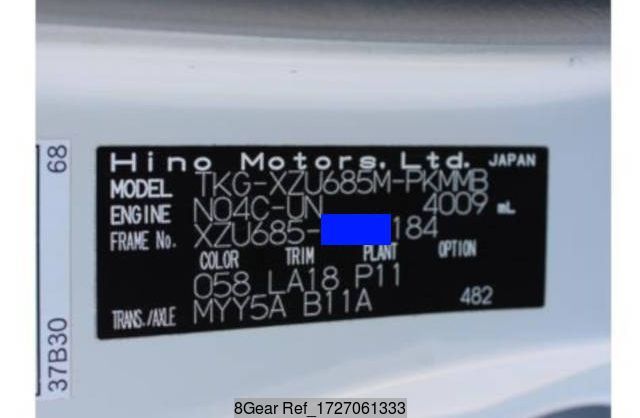 Hino Motors, Ltd. JAPAN
MODEL TKG-XZU685M-PKMMB
ENGINE N04C-UN 4009 mL
FRAME No. XZU685- 184
COLOR TRIM PLANT OPTION
058 LA18 P11
TRANS./AXLE MYY5A B11A 482
68
37B30
8Gear Ref_1727061333